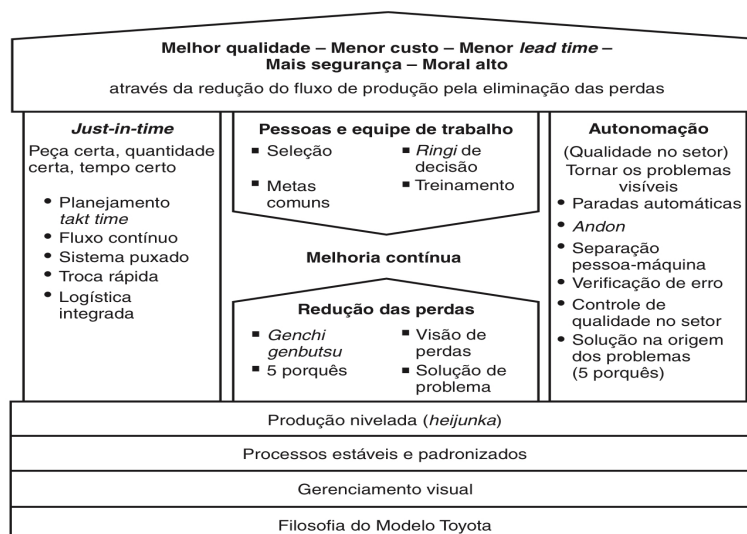 Melhor qualidade – Menor custo – Menor lead time –
Mais segurança – Moral alto
através da redução do fluxo de produção pela eliminação das perdas
Just-in-time
Peça certa, quantidade
certa, tempo certo
• Planejamento
takt time
• Fluxo contínuo
• Sistema puxado
• Troca rápida
• Logística
integrada
Pessoas e equipe de trabalho
■ Seleção
■ Metas
comuns
■ Ringi de
decisão
■ Treinamento
Melhoria contínua
Redução das perdas
■ Genchi
genbutsu
■ 5 porquês
■ Visão de
perdas
■ Solução de
problema
Autonomação
(Qualidade no setor)
Tornar os problemas
visíveis
• Paradas automáticas
• Andon
• Separação
pessoa-máquina
• Verificação de erro
• Controle de
qualidade no setor
• Solução na origem
dos problemas
(5 porquês)
Produção nivelada (heijunka)
Processos estáveis e padronizados
Gerenciamento visual
Filosofia do Modelo Toyota